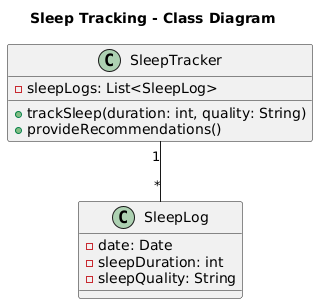 Sleep Tracking - Class Diagram
C SleepTracker
sleepLogs: List<SleepLog>
trackSleep(duration: int, quality: String)
provideRecommendations()
1
*
C SleepLog
date: Date
sleepDuration: int
sleepQuality: String